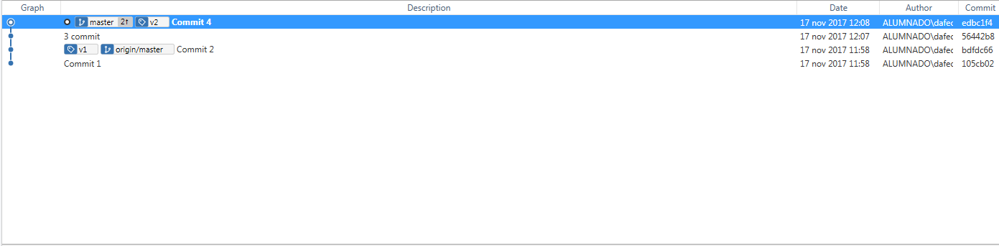 Graph Description Date Author Commit
master 2↑ v2 Commit 4 17 nov 2017 12:08 ALUMNADO\dafec edbc1f4
3 commit 17 nov 2017 12:07 ALUMNADO\dafec 56442b8
v1 origin/master Commit 2 17 nov 2017 11:58 ALUMNADO\dafec bdfdc66
Commit 1 17 nov 2017 11:58 ALUMNADO\dafec 105cb02